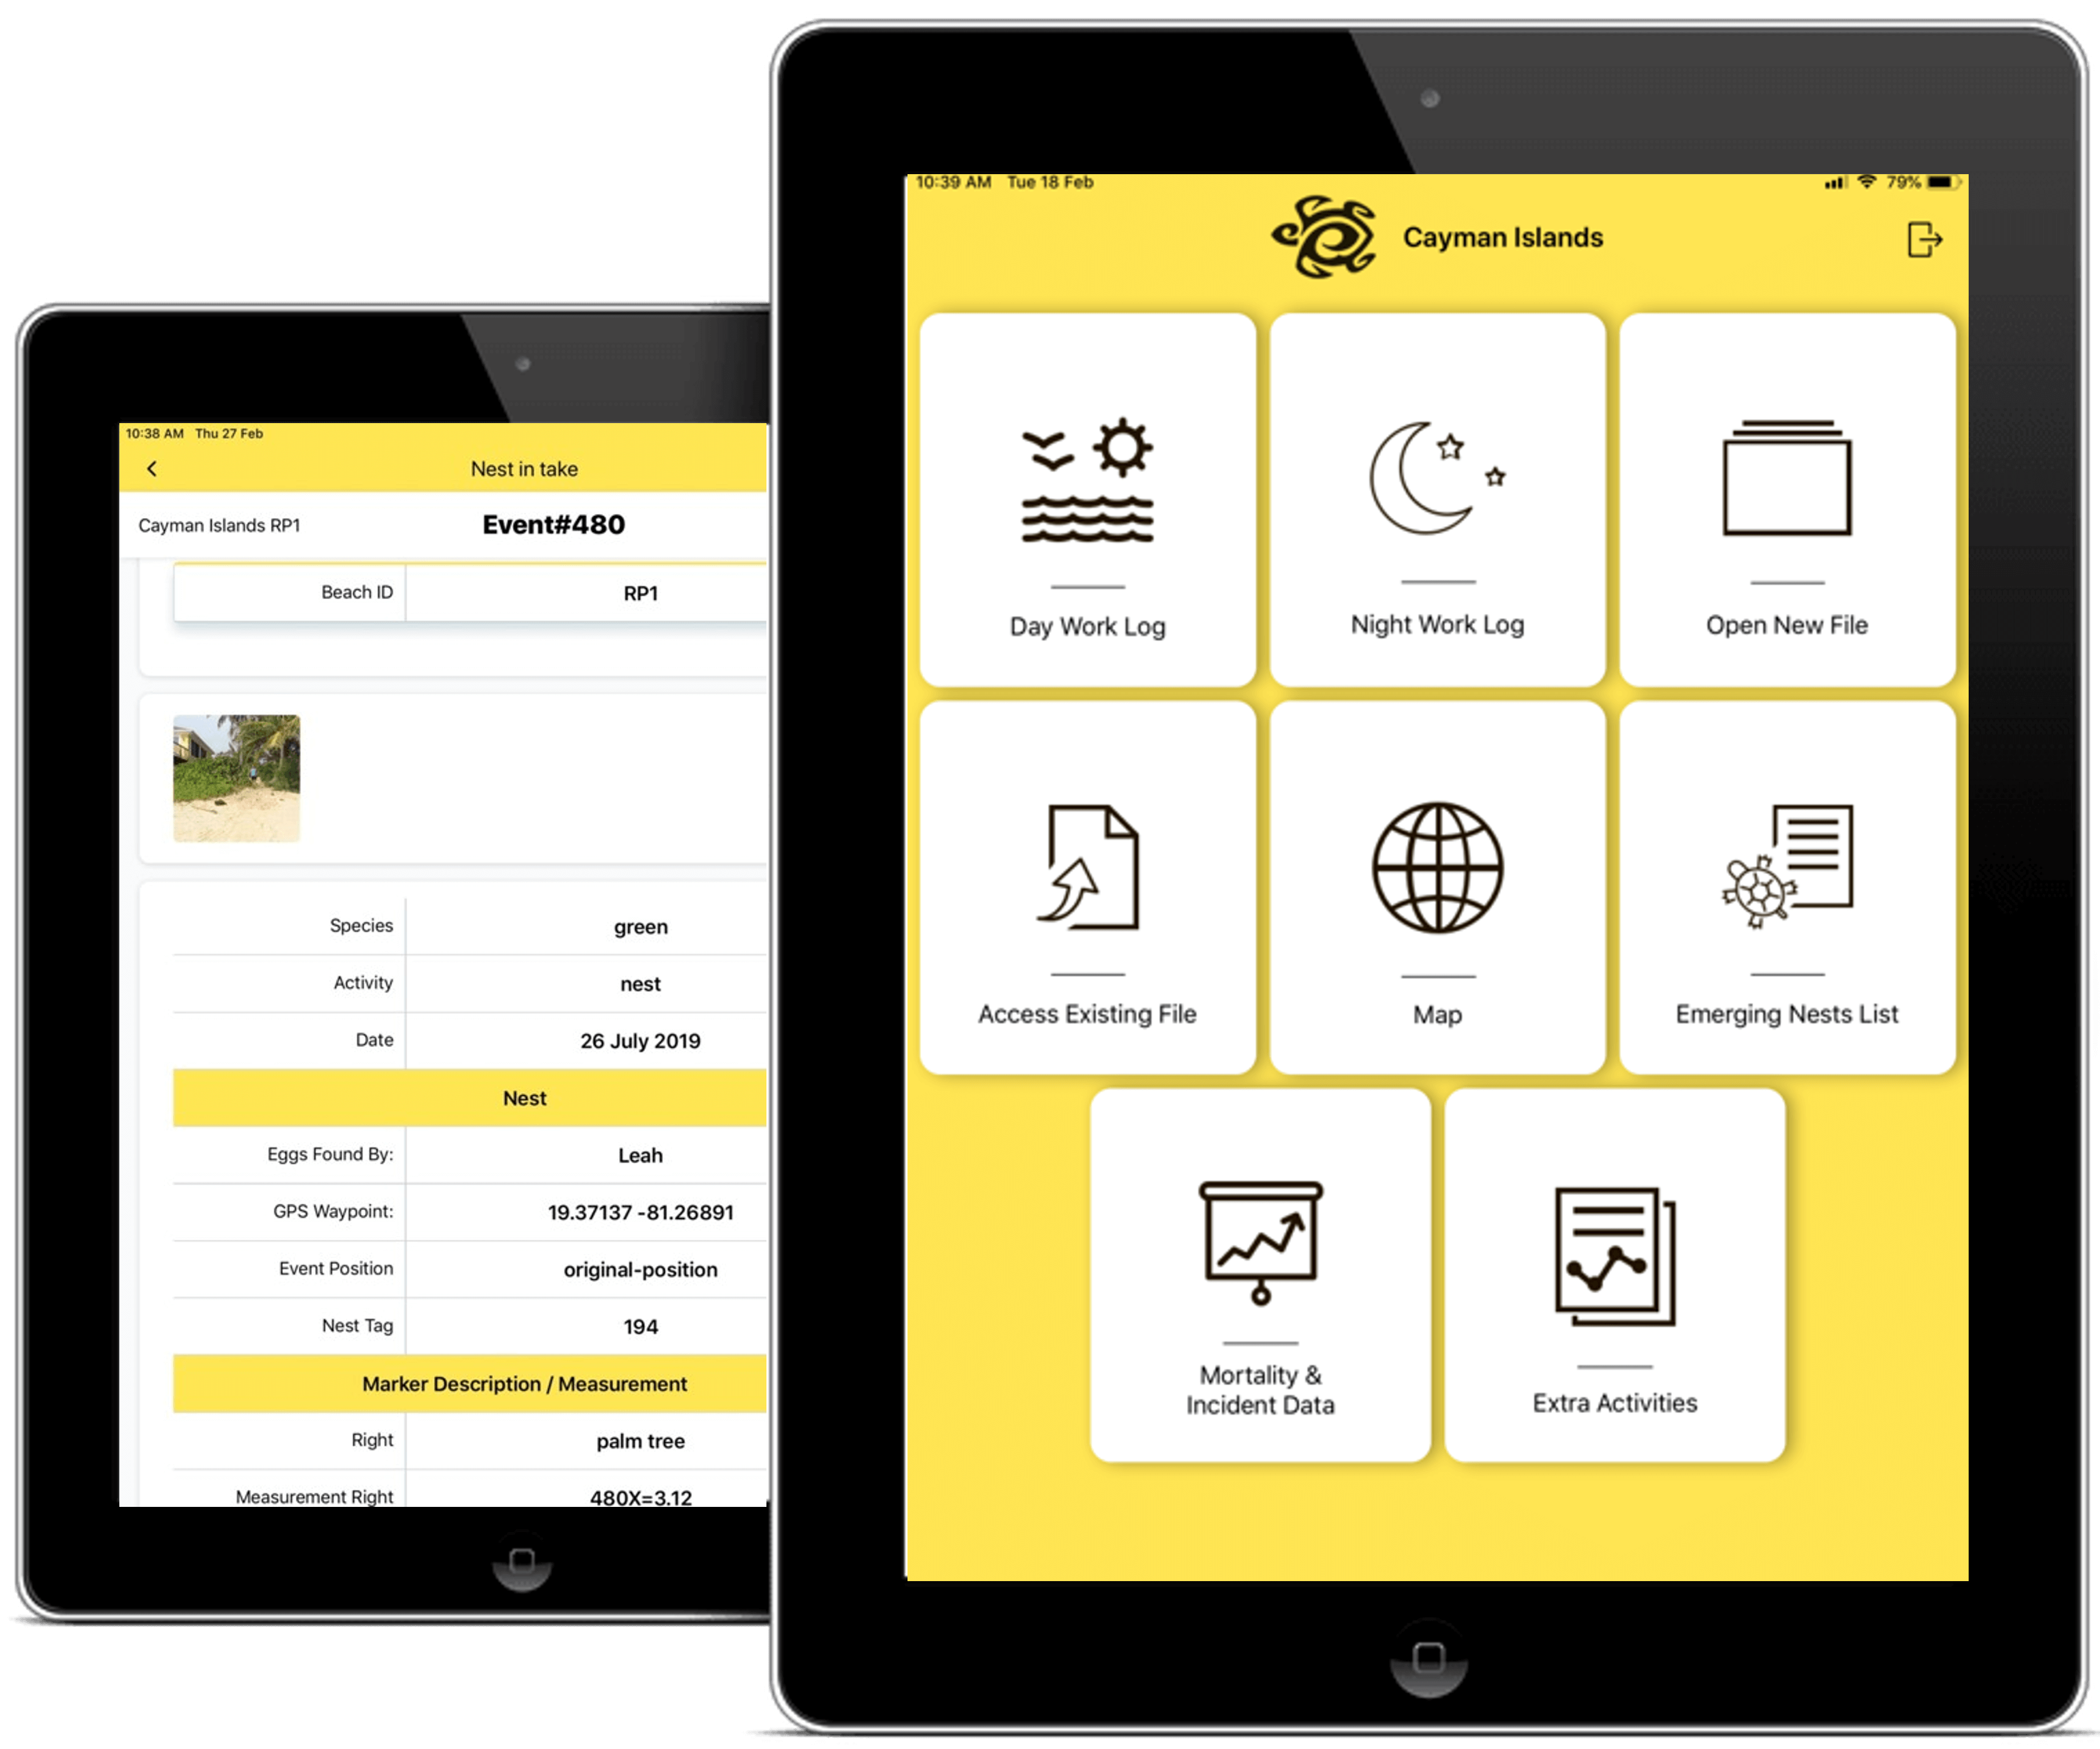 10:38 AM Thu 27 Feb
Nest in take
Cayman Islands RP1 Event#480
Beach ID RP1
Species green
Activity nest
Date 26 July 2019
Nest
Eggs Found By: Leah
GPS Waypoint: 19.37137 -81.26891
Event Position original-position
Nest Tag 194
Marker Description / Measurement
Right palm tree
Measurement Right 480X=3.12
10:39 AM Tue 18 Feb 79%
Cayman Islands
Day Work Log
Night Work Log
Open New File
Access Existing File
Map
Emerging Nests List
Mortality &
Incident Data
Extra Activities